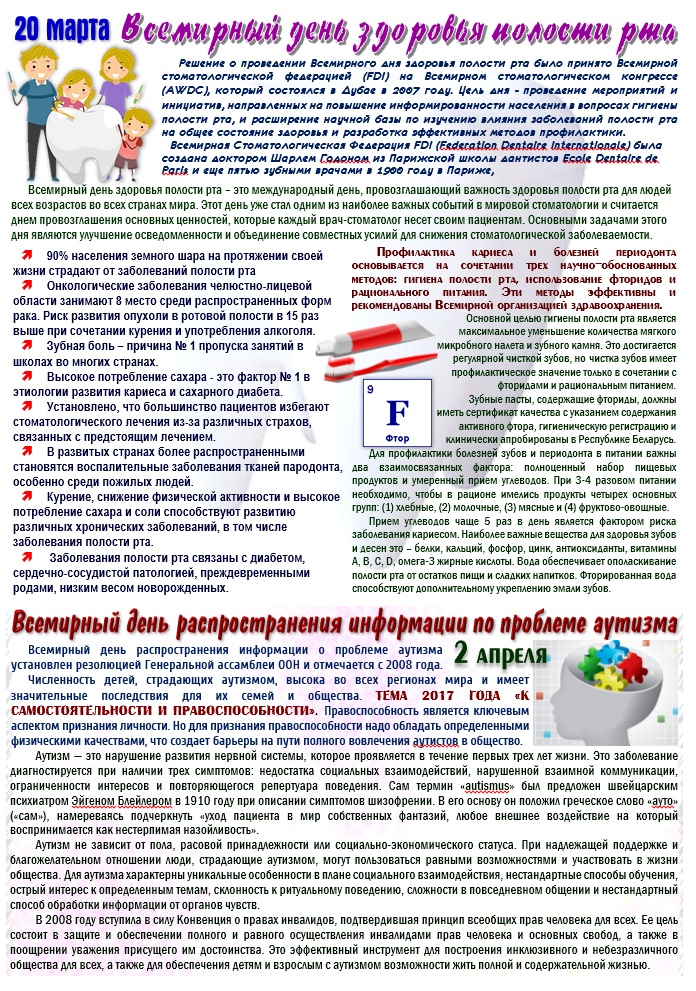 20 марта Всемирный день здоровья полости рта
Решение о проведении Всемирного дня здоровья полости рта было принято Всемирной
стоматологической федерацией (FDI) на Всемирном стоматологическом конгрессе
(AWDC), который состоялся в Дубае в 2007 году. Цель дня - проведение мероприятий и
инициатив, направленных на повышение информированности населения в вопросах гигиены
полости рта, и расширение научной базы по изучению влияния заболеваний полости рта
на общее состояние здоровья и разработка эффективных методов профилактики.
Всемирная Стоматологическая Федерация FDI (Federation Dentaire Internationale) была
создана доктором Шарлем Годоном из Парижской школы дантистов Ecole Dentaire de
Paris и еще пятью зубными врачами в 1900 году в Париже,
Всемирный день здоровья полости рта – это международный день, провозглашающий важность здоровья полости рта для людей
всех возрастов во всех странах мира. Этот день уже стал одним из наиболее важных событий в мировой стоматологии и считается
днем провозглашения основных ценностей, которые каждый врач-стоматолог несет своим пациентам. Основными задачами этого
дня являются улучшение осведомленности и объединение совместных усилий для снижения стоматологической заболеваемости.
90% населения земного шара на протяжении своей
жизни страдают от заболеваний полости рта
Онкологические заболевания челюстно-лицевой
области занимают 8 место среди распространенных форм
рака. Риск развития опухоли в ротовой полости в 15 раз
выше при сочетании курения и употребления алкоголя.
Зубная боль – причина № 1 пропуска занятий в
школах во многих странах.
Высокое потребление сахара - это фактор № 1 в
этиологии развития кариеса и сахарного диабета.
Установлено, что большинство пациентов избегают
стоматологического лечения из-за различных страхов,
связанных с предстоящим лечением.
В развитых странах более распространенными
становятся воспалительные заболевания тканей пародонта,
особенно среди пожилых людей.
Курение, снижение физической активности и высокое
потребление сахара и соли способствуют развитию
различных хронических заболеваний, в том числе
заболевания полости рта.
Заболевания полости рта связаны с диабетом,
сердечно-сосудистой патологией, преждевременными
родами, низким весом новорожденных.
Профилактика кариеса и болезней периодонта
основывается на сочетании трех научно-обоснованных
методов: гигиена полости рта, использование фторидов и
рационального питания. Эти методы эффективны и
рекомендованы Всемирной организацией здравоохранения.
Основной целью гигиены полости рта является
максимальное уменьшение количества мягкого
микробного налета и зубного камня. Это достигается
регулярной чисткой зубов, но чистка зубов имеет
профилактическое значение только в сочетании с
фторидами и рациональным питанием.
Зубные пасты, содержащие фториды, должны
иметь сертификат качества с указанием содержания
активного фтора, гигиеническую регистрацию и
клинически апробированы в Республике Беларусь.
9
F
Фтор
Для профилактики болезней зубов и периодонта в питании важны
два взаимосвязанных фактора: полноценный набор пищевых
продуктов и умеренный прием углеводов. При 3-4 разовом питании
необходимо, чтобы в рационе имелись продукты четырех основных
групп: (1) хлебные, (2) молочные, (3) мясные и (4) фруктово-овощные.
Прием углеводов чаще 5 раз в день является фактором риска
заболевания кариесом. Наиболее важные вещества для здоровья зубов
и десен это – белки, кальций, фосфор, цинк, антиоксиданты, витамины
A, B, C, D, омега-3 жирные кислоты. Вода обеспечивает ополаскивание
полости рта от остатков пищи и сладких напитков. Фторированная вода
способствуют дополнительному укреплению эмали зубов.
Всемирный день распространения информации по проблеме аутизма
2 апреля
Всемирный день распространения информации о проблеме аутизма
установлен резолюцией Генеральной ассамблеи ООН и отмечается с 2008 года.
Численность детей, страдающих аутизмом, высока во всех регионах мира и имеет
значительные последствия для их семей и общества. ТЕМА 2017 ГОДА «К
САМОСТОЯТЕЛЬНОСТИ И ПРАВОСПОСОБНОСТИ». Правоспособность является ключевым
аспектом признания личности. Но для признания правоспособности надо обладать определенными
физическими качествами, что создает барьеры на пути полного вовлечения аутистов в общество.
Аутизм — это нарушение развития нервной системы, которое проявляется в течение первых трех лет жизни. Это заболевание
диагностируется при наличии трех симптомов: недостатка социальных взаимодействий, нарушенной взаимной коммуникации,
ограниченности интересов и повторяющегося репертуара поведения. Сам термин «autismus» был предложен швейцарским
психиатром Эйгеном Блейлером в 1910 году при описании симптомов шизофрении. В его основу он положил греческое слово «ауто»
(«сам»), намереваясь подчеркнуть «уход пациента в мир собственных фантазий, любое внешнее воздействие на который
воспринимается как нестерпимая назойливость».
Аутизм не зависит от пола, расовой принадлежности или социально-экономического статуса. При надлежащей поддержке и
благожелательном отношении люди, страдающие аутизмом, могут пользоваться равными возможностями и участвовать в жизни
общества. Для аутизма характерны уникальные особенности в плане социального взаимодействия, нестандартные способы обучения,
острый интерес к определенным темам, склонность к ритуальному поведению, сложности в повседневном общении и нестандартный
способ обработки информации от органов чувств.
В 2008 году вступила в силу Конвенция о правах инвалидов, подтвердившая принцип всеобщих прав человека для всех. Ее цель
состоит в защите и обеспечении полного и равного осуществления инвалидами прав человека и основных свобод, а также в
поощрении уважения присущего им достоинства. Это эффективный инструмент для построения инклюзивного и небезразличного
общества для всех, а также для обеспечения детям и взрослым с аутизмом возможности жить полной и содержательной жизнью.